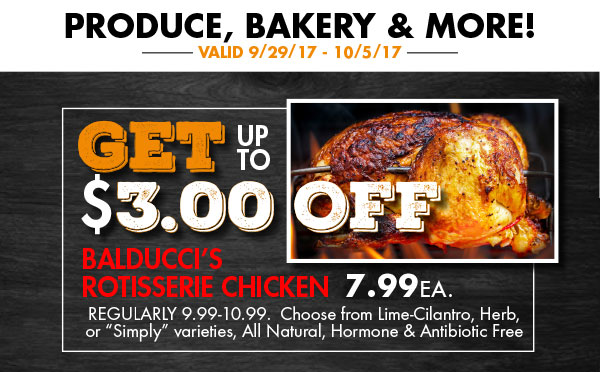 PRODUCE, BAKERY & MORE!
VALID 9/29/17 - 10/5/17
GET UP TO
$3.00 OFF
BALDUCCI'S
ROTISSERIE CHICKEN 7.99EA.
REGULARLY 9.99-10.99. Choose from Lime-Cilantro, Herb,
or “Simply” varieties, All Natural, Hormone & Antibiotic Free